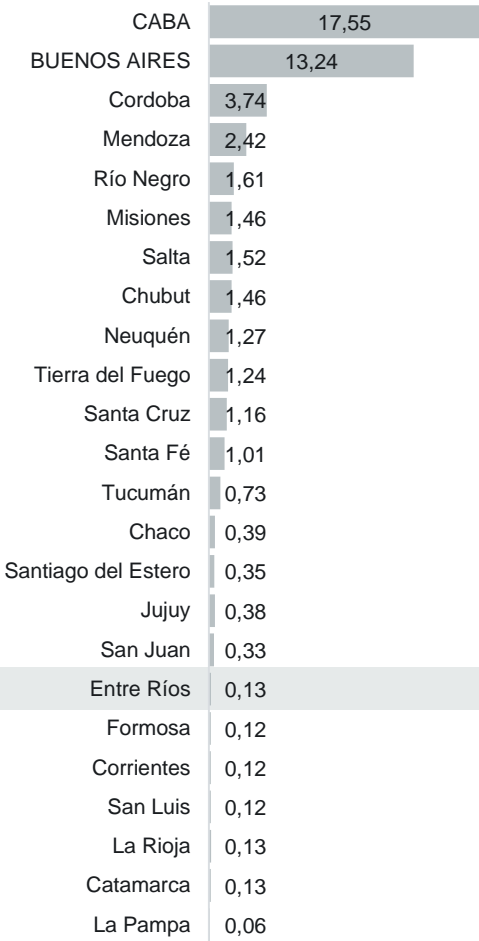 CABA 17,55
BUENOS AIRES 13,24
Cordoba 3,74
Mendoza 2,42
Río Negro 1,61
Misiones 1,46
Salta 1,52
Chubut 1,46
Neuquén 1,27
Tierra del Fuego 1,24
Santa Cruz 1,16
Santa Fé 1,01
Tucumán 0,73
Chaco 0,39
Santiago del Estero 0,35
Jujuy 0,38
San Juan 0,33
Entre Ríos 0,13
Formosa 0,12
Corrientes 0,12
San Luis 0,12
La Rioja 0,13
Catamarca 0,13
La Pampa 0,06